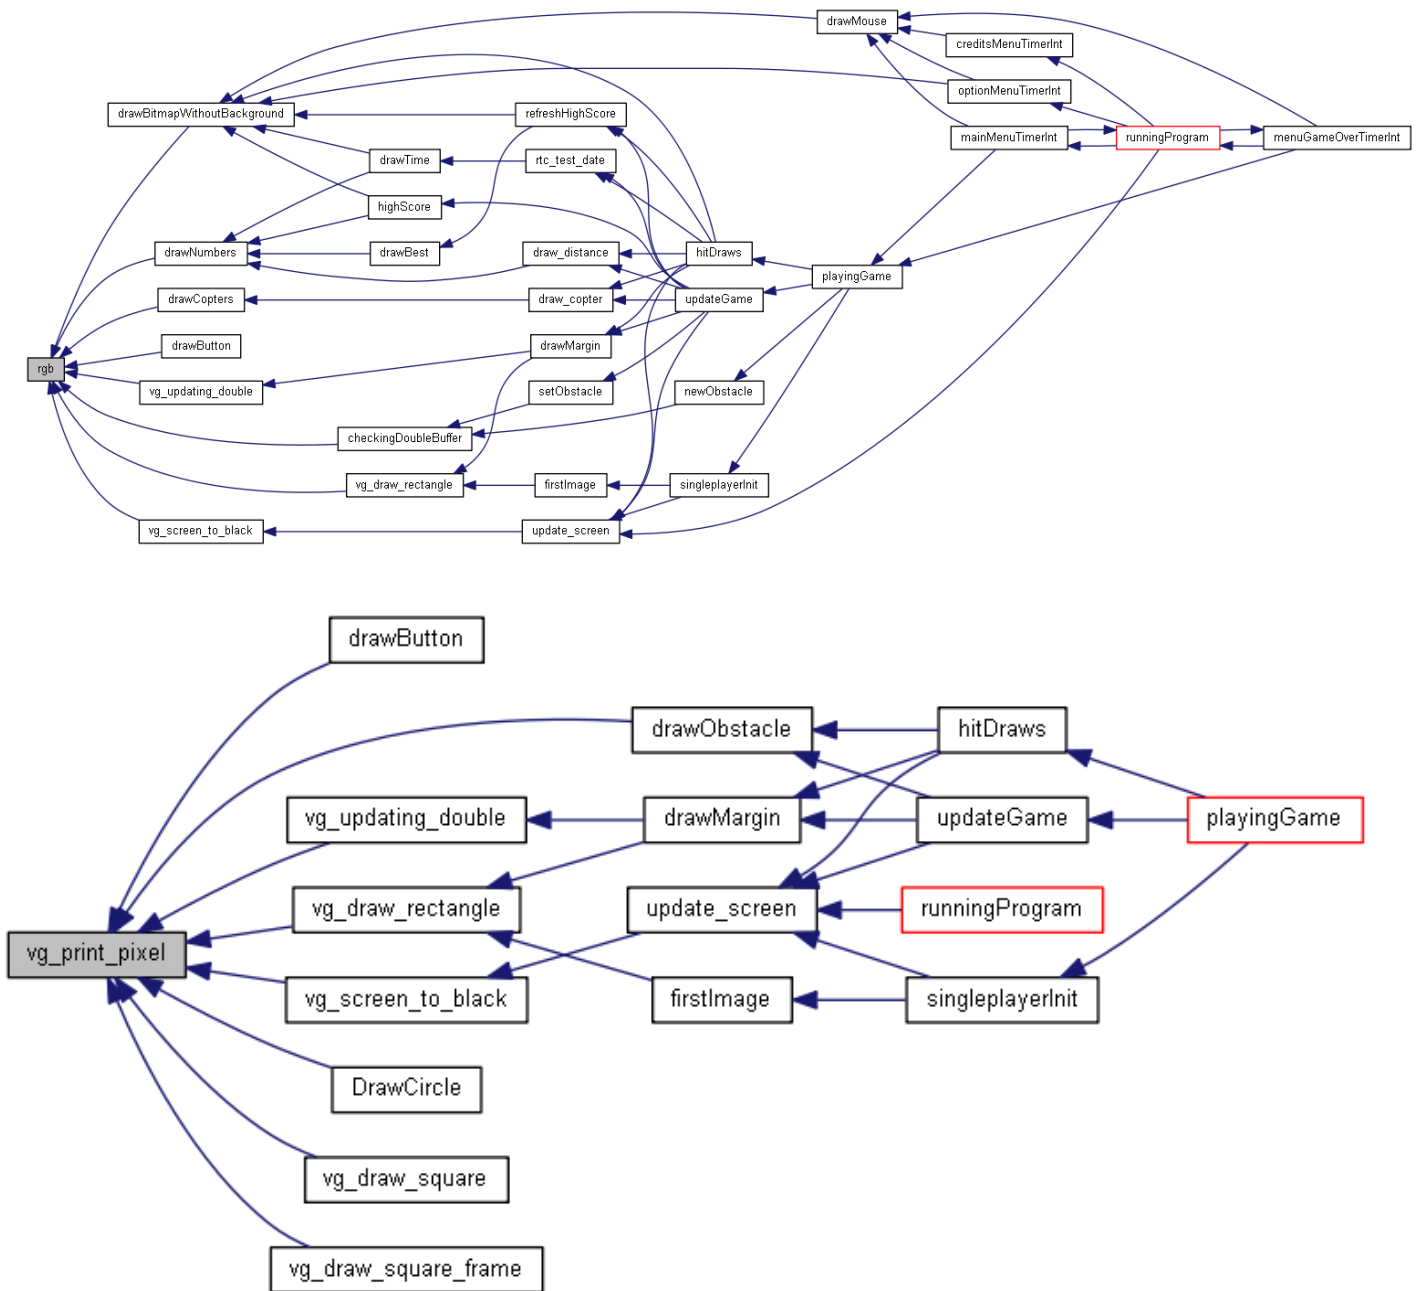 drawMouse
creditsMenuTimerInt
optionMenuTimerInt
drawBitmapWithoutBackground
refreshHighScore
mainMenuTimerInt
runningProgram
menuGameOverTimerInt
drawTime
rtc_test_date
highScore
drawNumbers
drawBest
draw_distance
hitDraws
playingGame
drawCopters
draw_copter
updateGame
drawButton
drawMargin
rgb
vg_updating_double
setObstacle
newObstacle
checkingDoubleBuffer
vg_draw_rectangle
firstImage
singleplayerInit
vg_screen_to_black
update_screen
drawButton
drawObstacle
hitDraws
vg_updating_double
drawMargin
updateGame
playingGame
vg_draw_rectangle
update_screen
runningProgram
vg_print_pixel
vg_screen_to_black
firstImage
singleplayerInit
DrawCircle
vg_draw_square
vg_draw_square_frame